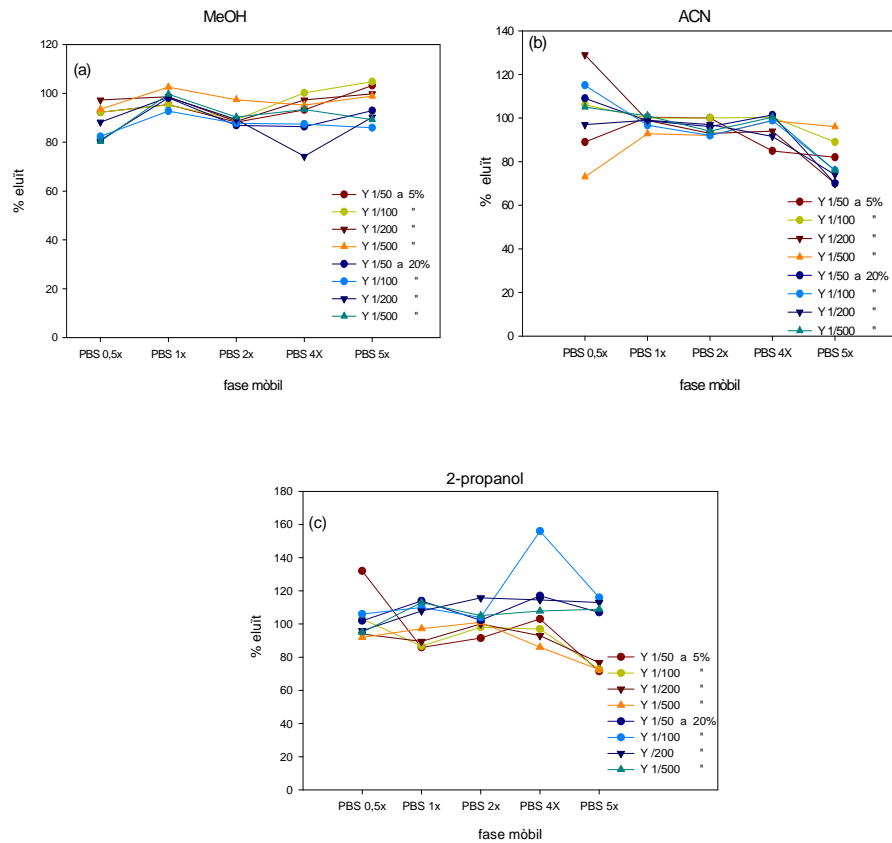 MeOH
(a)
120
100
80
60
40
20
0
% eluït
PBS 0,5x PBS 1x PBS 2x PBS 4X PBS 5x
fase mòbil
Y 1/50 a 5%
Y 1/100 "
Y 1/200 "
Y 1/500 "
Y 1/50 a 20%
Y 1/100 "
Y 1/200 "
Y 1/500 "
ACN
(b)
140
120
100
80
60
40
20
0
% eluït
PBS 0,5x PBS 1x PBS 2x PBS 4X PBS 5x
fase mòbil
Y 1/50 a 5%
Y 1/100 "
Y 1/200 "
Y 1/500 "
Y 1/50 a 20%
Y 1/100 "
Y 1/200 "
Y 1/500 "
2-propanol
(c)
180
160
140
120
100
80
60
40
20
0
% eluït
PBS 0,5x PBS 1x PBS 2x PBS 4X PBS 5x
fase mòbil
Y 1/50 a 5%
Y 1/100 "
Y 1/200 "
Y 1/500 "
Y 1/50 a 20%
Y 1/100 "
Y /200 "
Y 1/500 "